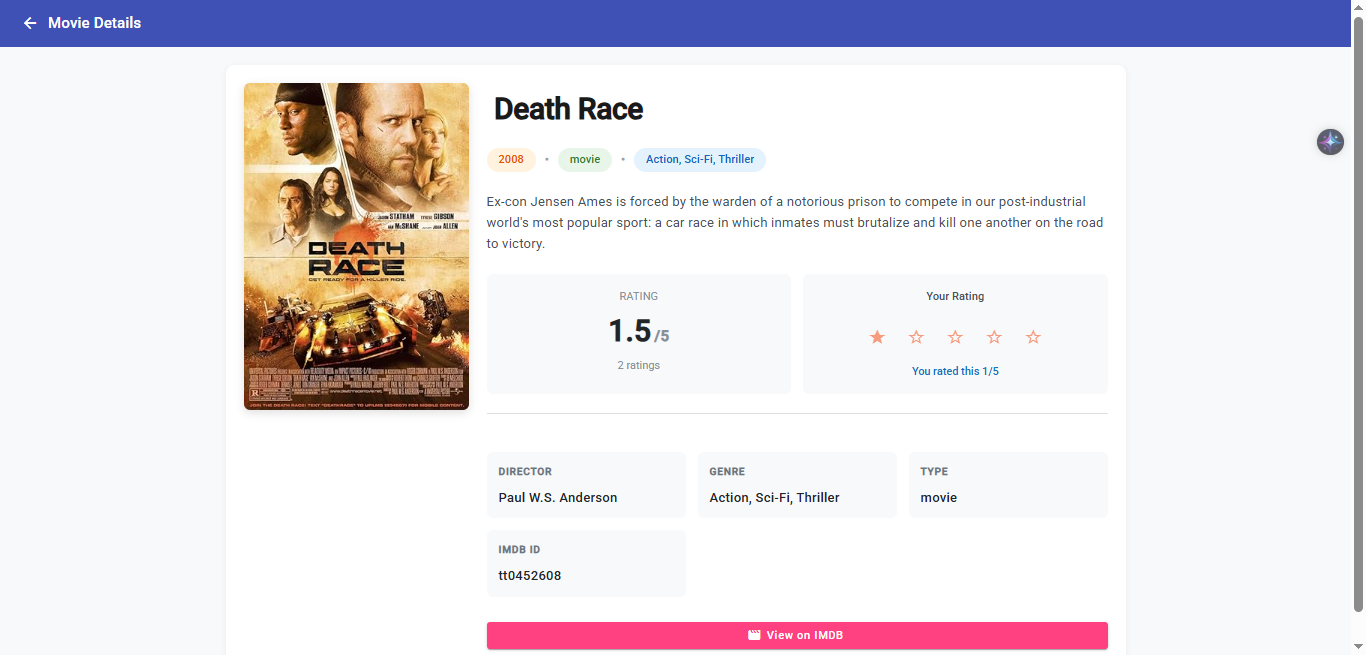 Movie Details
Death Race
2008 • movie • Action, Sci-Fi, Thriller
Ex-con Jensen Ames is forced by the warden of a notorious prison to compete in our post-industrial
world's most popular sport: a car race in which inmates must brutalize and kill one another on the road
to victory.
RATING
1.5/5
2 ratings
Your Rating
You rated this 1/5
JASON STATHAM TYRESE GIBSON
IAN McSHANE JOAN ALLEN
DEATH
RACE
GET READY FOR A KILLER RIDE.
R
DIRECTOR
Paul W.S. Anderson
GENRE
Action, Sci-Fi, Thriller
TYPE
movie
IMDB ID
tt0452608
View on IMDB